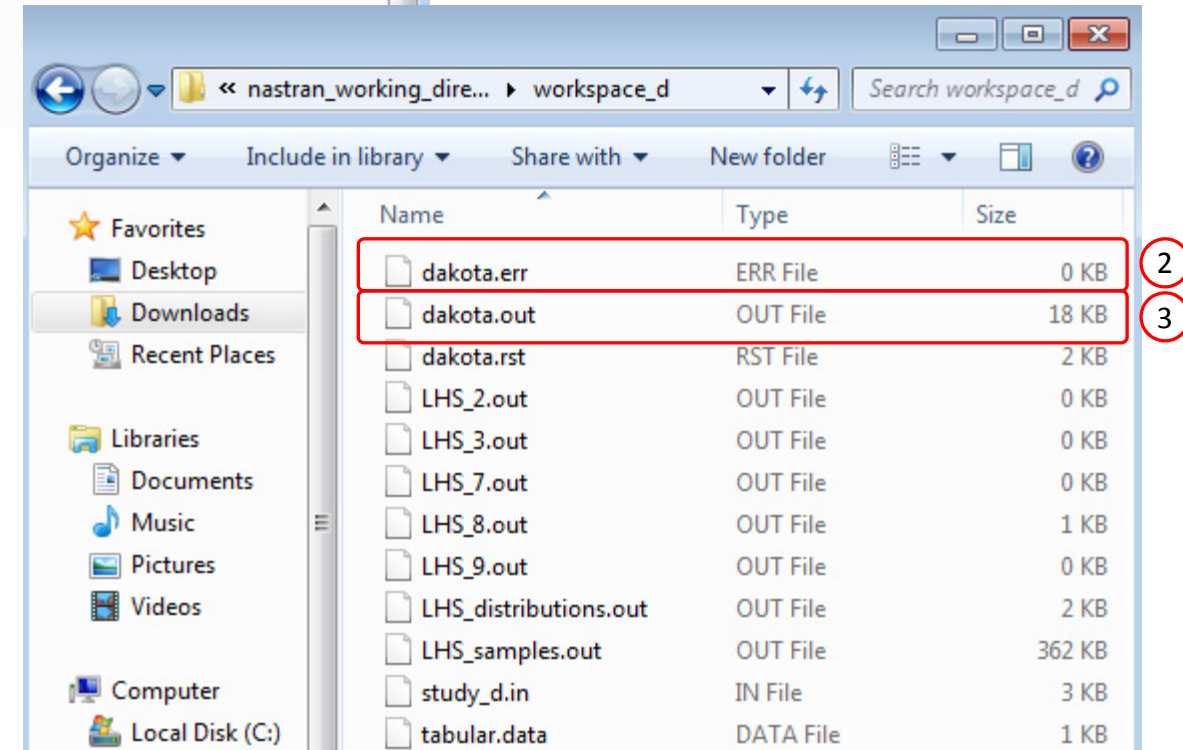 « nastran_working_dire... workspace_d Search workspace_d
Organize Include in library Share with New folder
Name Type Size
Favorites
Desktop
Downloads
Recent Places
Libraries
Documents
Music
Pictures
Videos
Computer
Local Disk (C:)
dakota.err ERR File 0 KB 2
dakota.out OUT File 18 KB 3
dakota.rst RST File 2 KB
LHS_2.out OUT File 0 KB
LHS_3.out OUT File 0 KB
LHS_7.out OUT File 0 KB
LHS_8.out OUT File 1 KB
LHS_9.out OUT File 0 KB
LHS_distributions.out OUT File 2 KB
LHS_samples.out OUT File 362 KB
study_d.in IN File 3 KB
tabular.data DATA File 1 KB